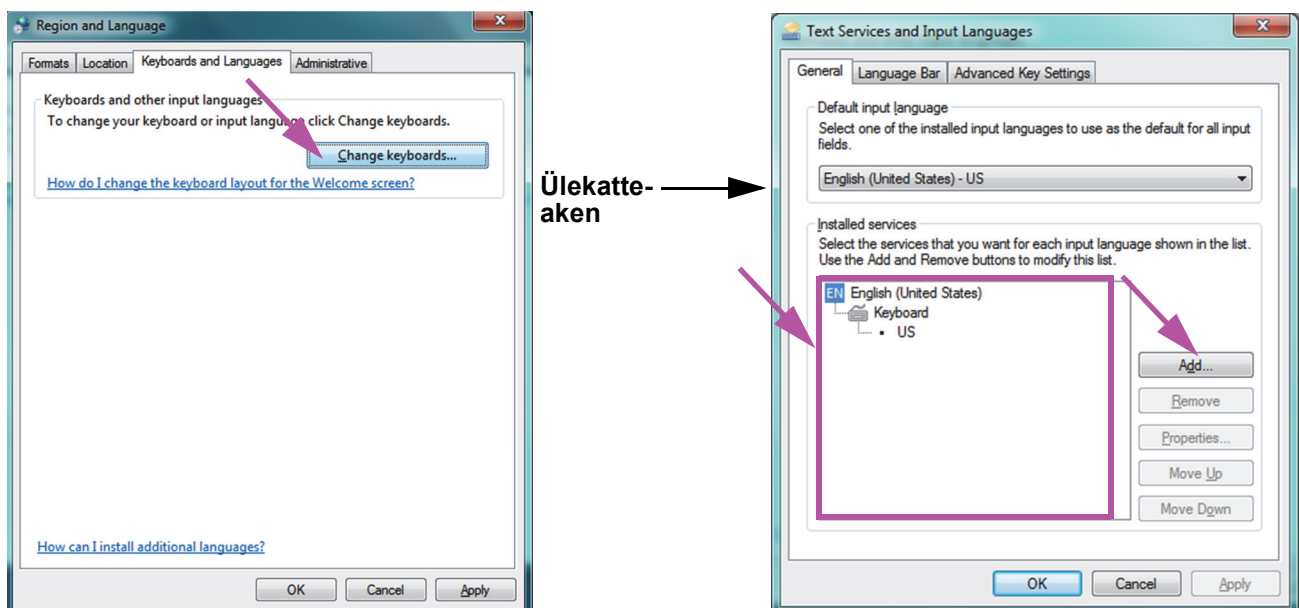 Region and Language
Formats Location Keyboards and Languages Administrative
Keyboards and other input languages
To change your keyboard or input language click Change keyboards.
Change keyboards...
How do I change the keyboard layout for the Welcome screen?
How can I install additional languages?
OK Cancel Apply
Ülekatte-
aken
Text Services and Input Languages
General Language Bar Advanced Key Settings
Default input language
Select one of the installed input languages to use as the default for all input
fields.
English (United States) - US
Installed services
Select the services that you want for each input language shown in the list.
Use the Add and Remove buttons to modify this list.
EN English (United States)
Keyboard
US
Add...
Remove
Properties...
Move Up
Move Down
OK Cancel Apply